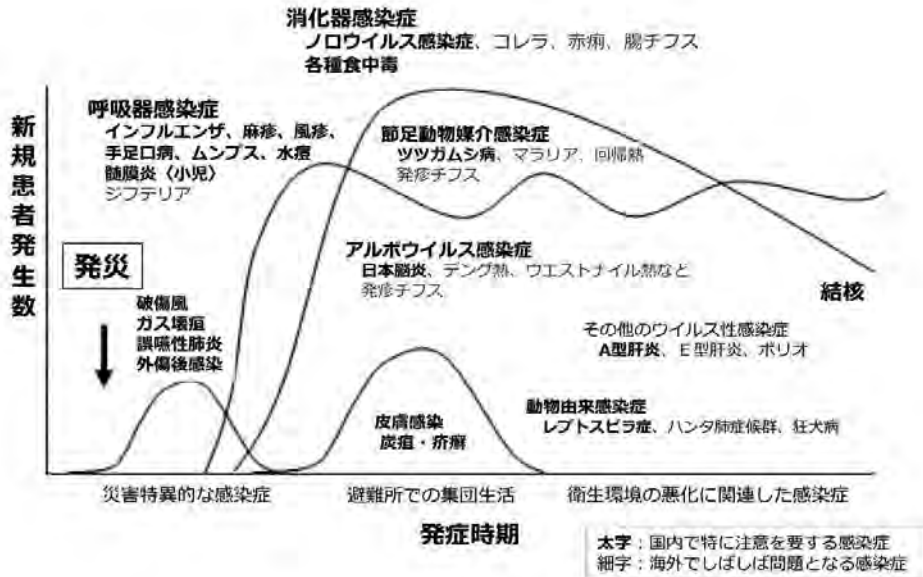 消化器感染症
ノロウイルス感染症、コレラ、赤痢、腸チフス
各種食中毒
新規患者発生数
呼吸器感染症
インフルエンザ、麻疹、風疹、
手足口病、ムンプス、水痘
髄膜炎〈小児〉
ジフテリア
節足動物媒介感染症
ツツガムシ病、マラリア、回帰熱
発疹チフス
発災
アルボウイルス感染症
日本脳炎、デング熱、ウエストナイル熱など
発疹チフス
結核
破傷風
ガス壊疽
誤嚥性肺炎
外傷後感染
その他のウイルス性感染症
A型肝炎、E型肝炎、ポリオ
皮膚感染
炭疽・疥癬
動物由来感染症
レプトスピラ症、ハンタ肺症候群、狂犬病
災害特異的な感染症
避難所での集団生活
衛生環境の悪化に関連した感染症
発症時期
太字：国内で特に注意を要する感染症
細字：海外でしばしば問題となる感染症